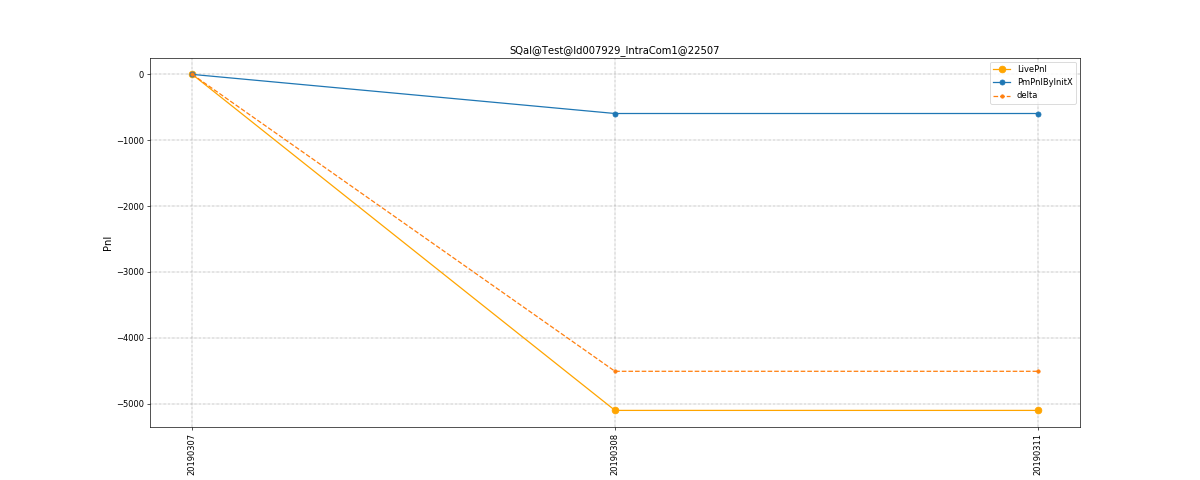 SQal@Test@Id007929_IntraCom1@22507
LivePnl
PmPnlByInitX
delta
Pnl
0
−1000
−2000
−3000
−4000
−5000
20190307
20190308
20190311